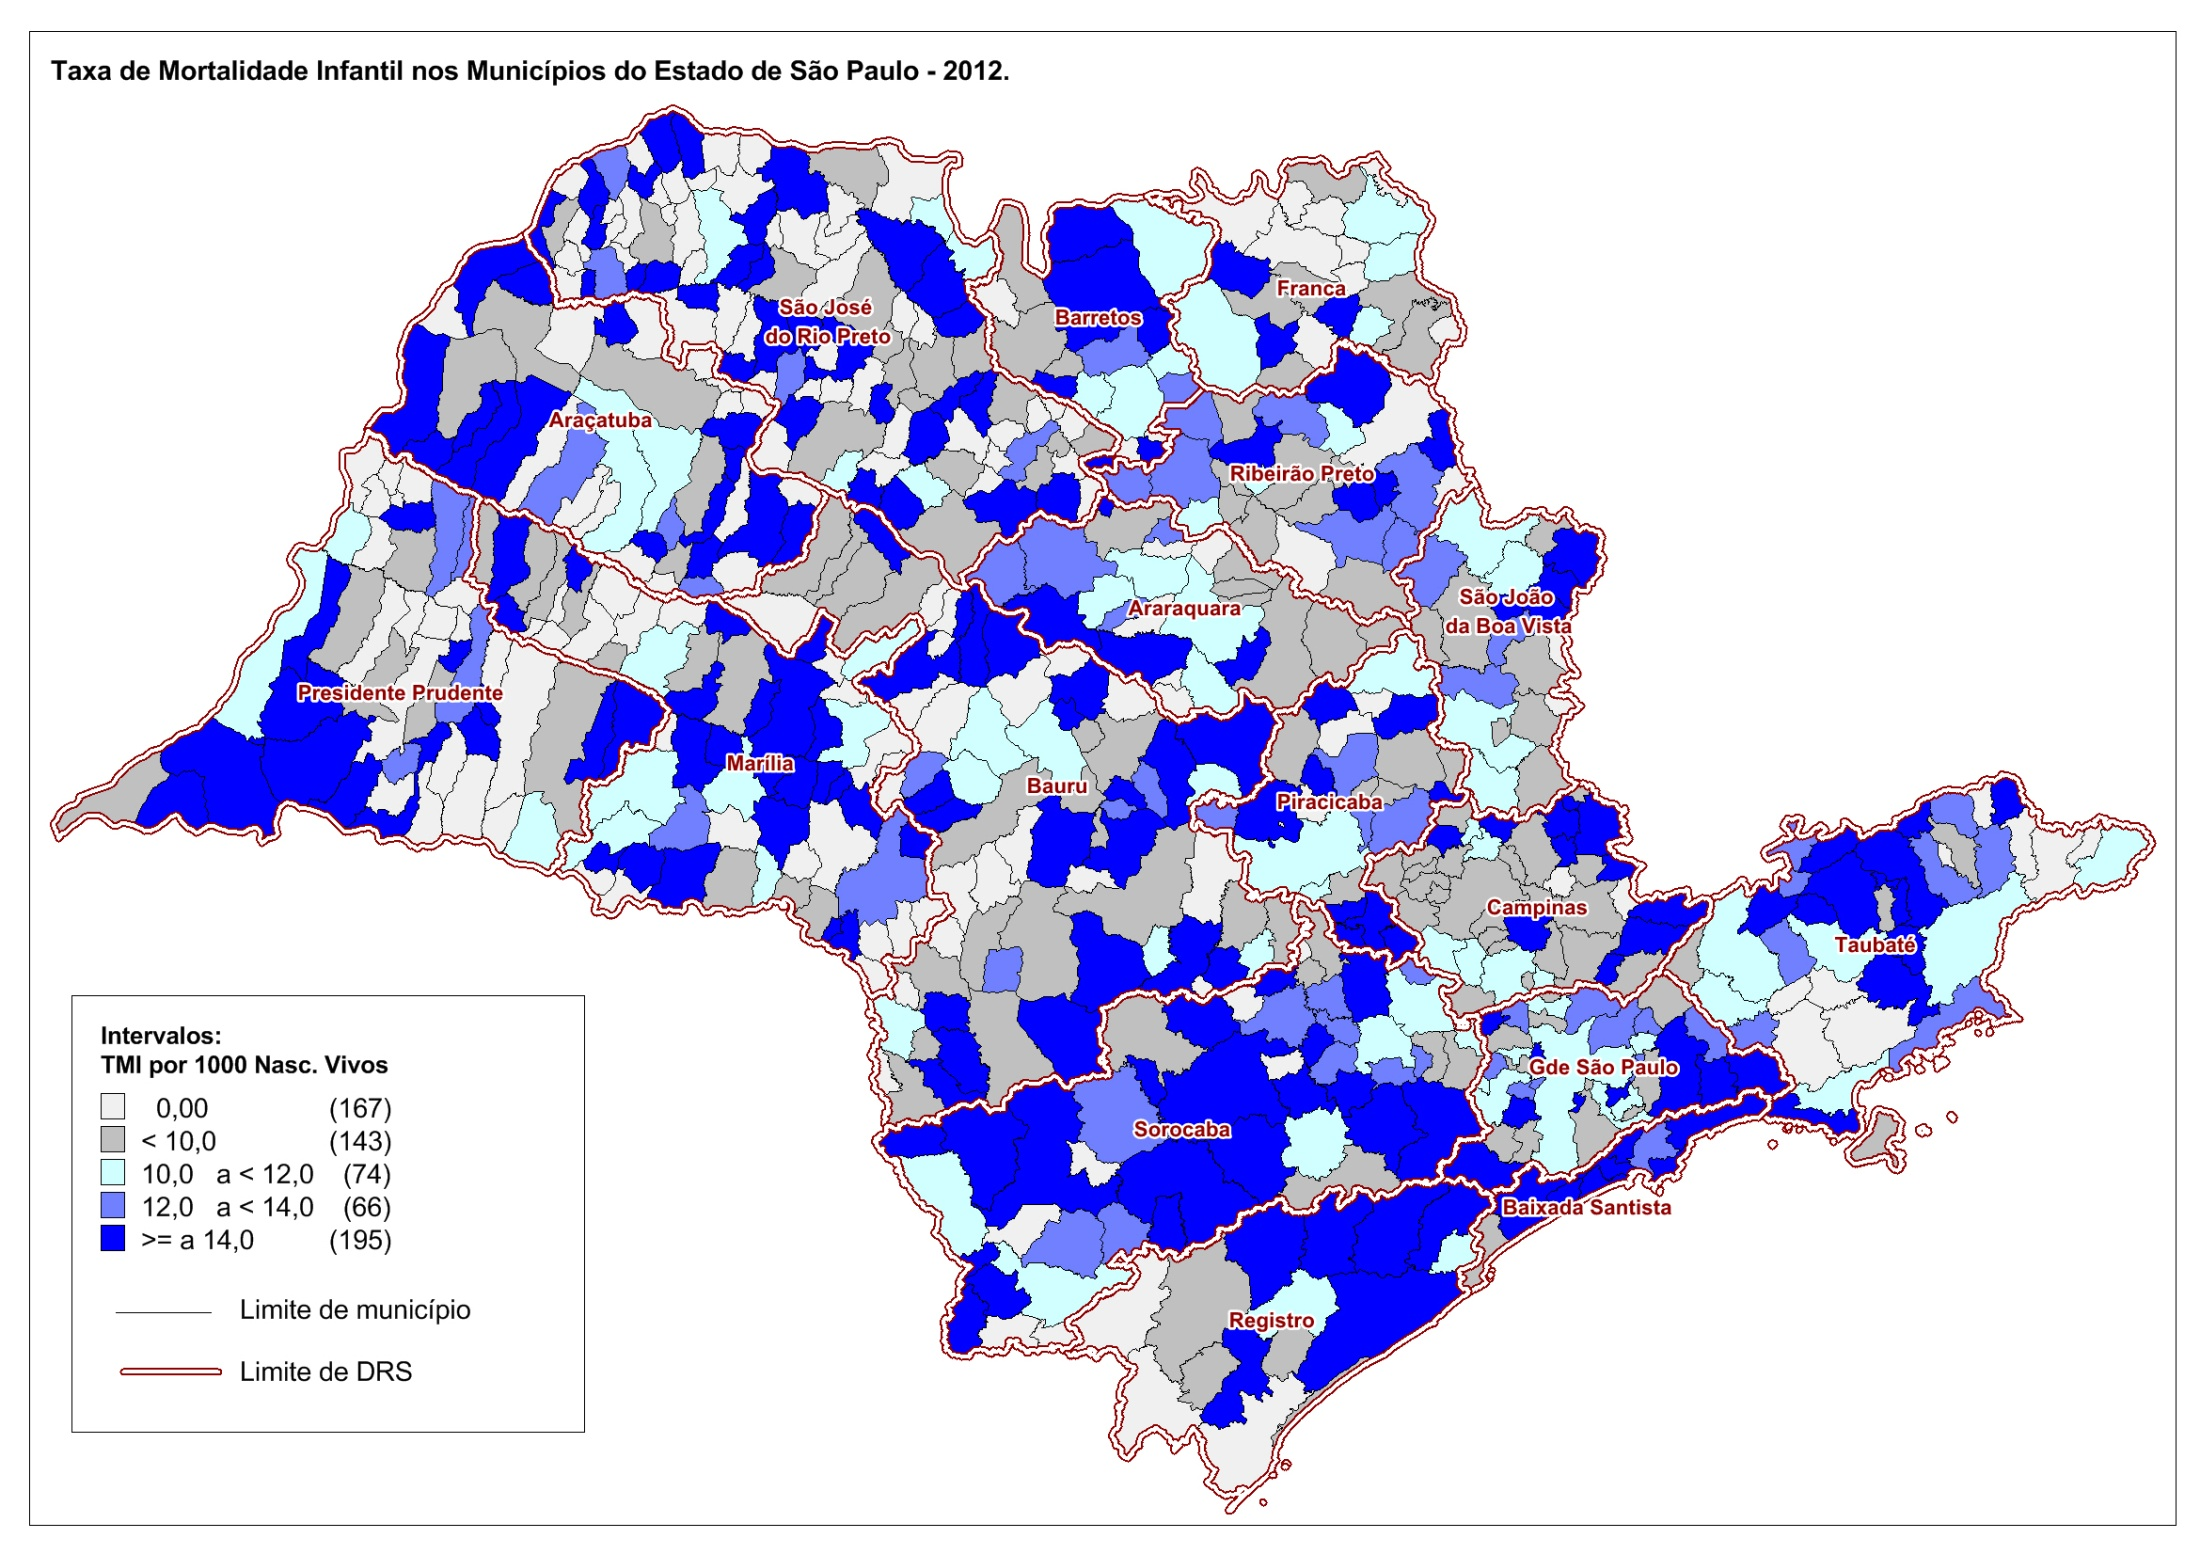 Taxa de Mortalidade Infantil nos Municípios do Estado de São Paulo - 2012.
São José
do Rio Preto
Barretos
Franca
Araçatuba
Ribeirão Preto
Araraquara
São João
da Boa Vista
Presidente Prudente
Marília
Bauru
Piracicaba
Campinas
Taubaté
Gde São Paulo
Sorocaba
Baixada Santista
Registro
Intervalos:
TMI por 1000 Nasc. Vivos
0,00 (167)
< 10,0 (143)
10,0 a < 12,0 (74)
12,0 a < 14,0 (66)
>= a 14,0 (195)
Limite de município
Limite de DRS